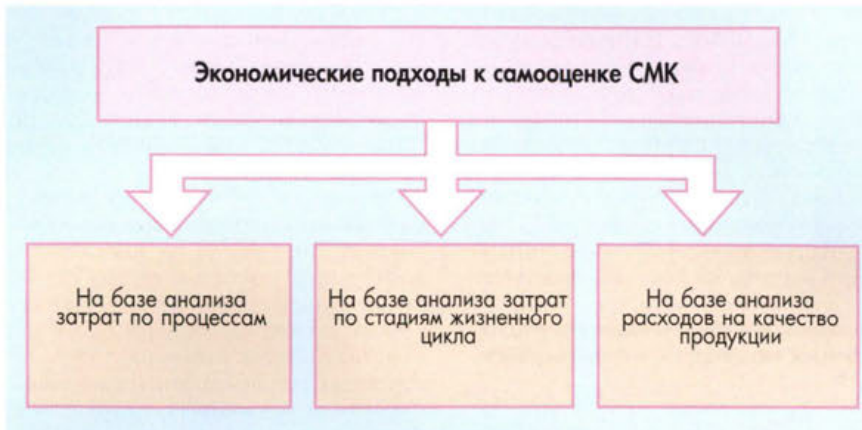 Экономические подходы к самооценке СМК
На базе анализа
затрат по процессам
На базе анализа затрат
по стадиям жизненного
цикла
На базе анализа
расходов на качество
продукции